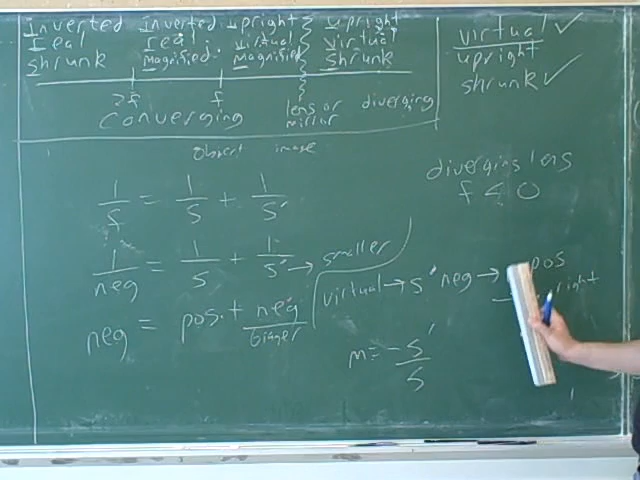 Inverted Inverted Upright Upright
real real virtual virtual
shrunk magnified magnified shrunk
2f f lens or mirror diverging
converging
virtual ✓
upright
shrunk ✓
object image
diverging lens
f < 0
1/f = 1/s + 1/s'
1/neg = 1/s + 1/s' → smaller
virtual → s' neg → pos
right
neg = pos. + neg/bigger
m = -s'/s